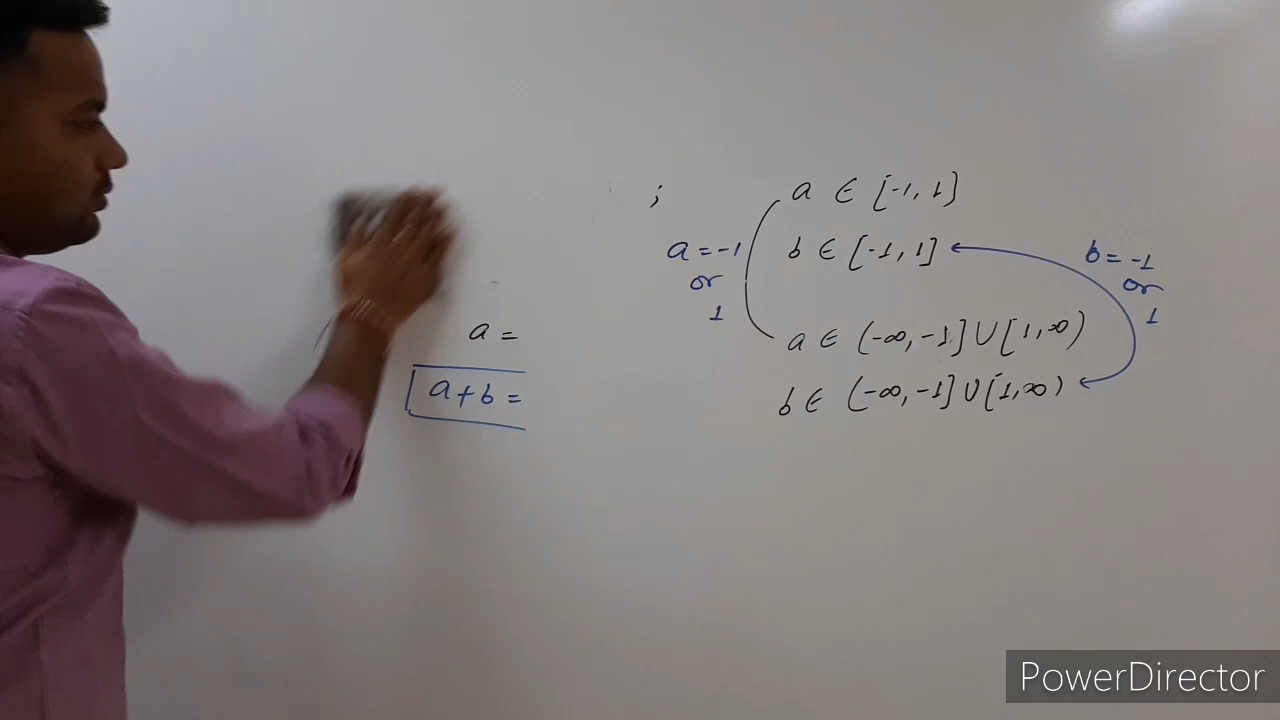 ; a ∈ [-1, 1]
a = -1
or
1
b ∈ [-1, 1]
b = -1
or
1
a =
a ∈ (-∞, -1] ∪ [1, ∞)
a + b =
b ∈ (-∞, -1] ∪ [1, ∞)
PowerDirector